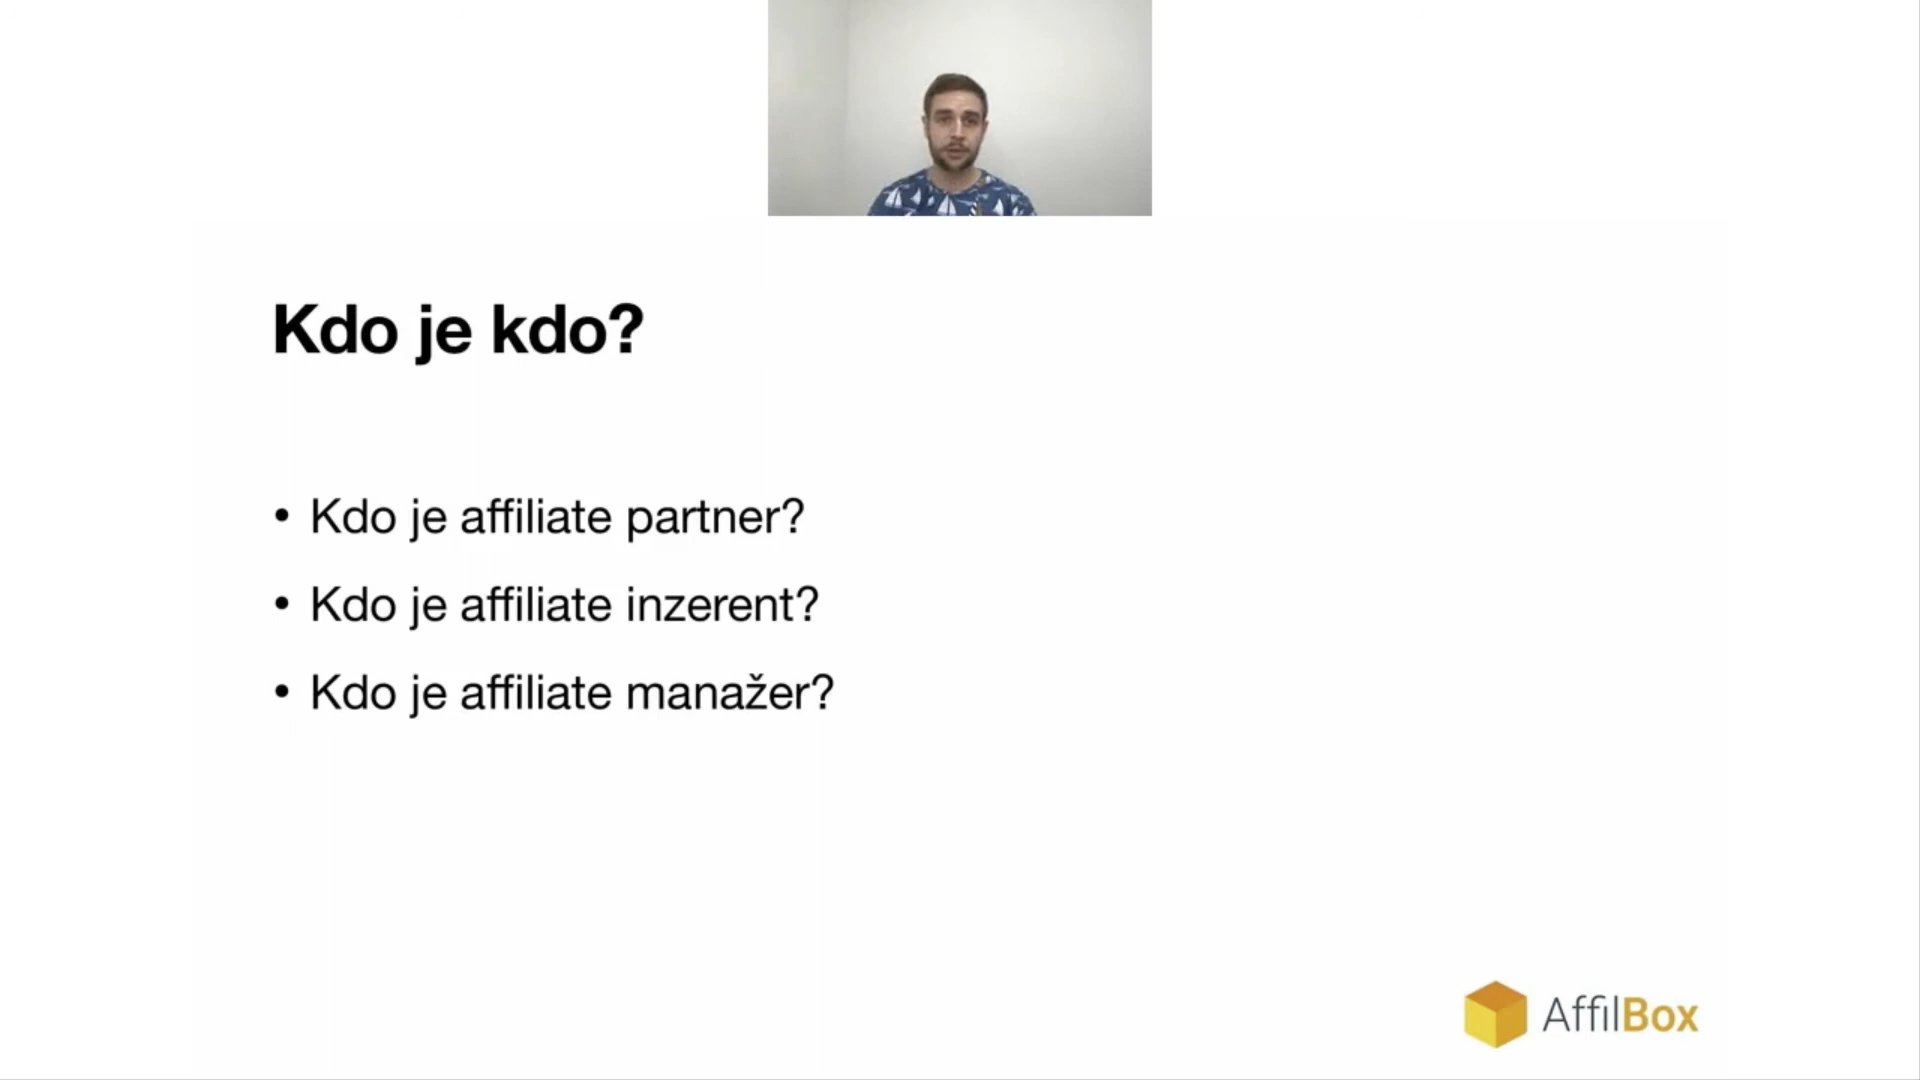 Kdo je kdo?
• Kdo je affiliate partner?
• Kdo je affiliate inzerent?
• Kdo je affiliate manažer?
AffilBox